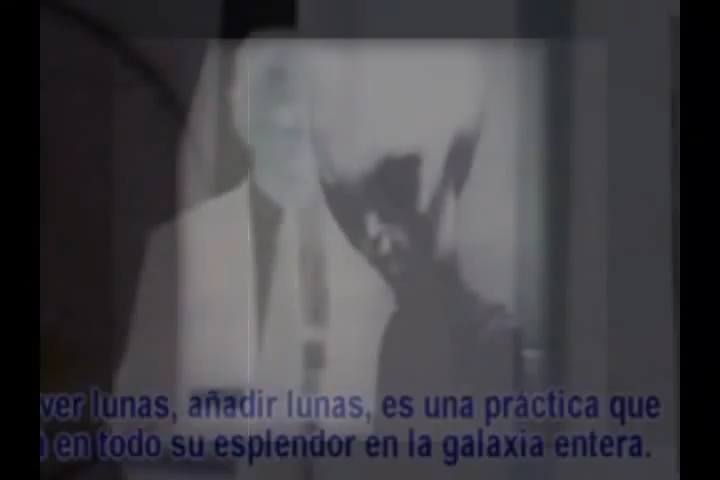 ver lunas, añadir lunas, es una práctica que
en todo su esplendor en la galaxia entera.